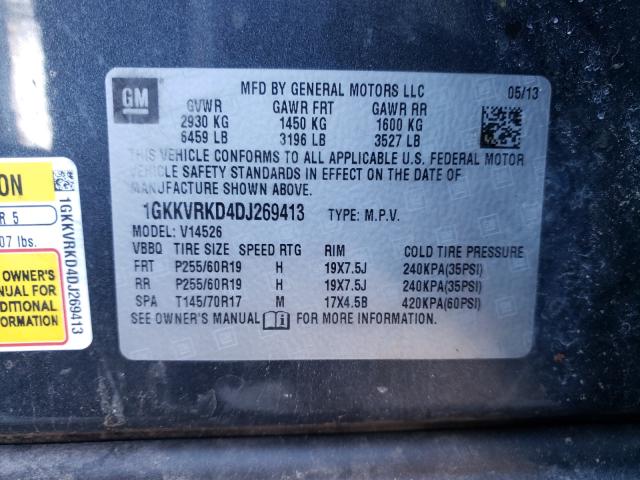 GM
MFD BY GENERAL MOTORS LLC 05/13
GVWR GAWR FRT GAWR RR
2930 KG 1450 KG 1600 KG
6459 LB 3196 LB 3527 LB
THIS VEHICLE CONFORMS TO ALL APPLICABLE U.S. FEDERAL MOTOR
VEHICLE SAFETY STANDARDS IN EFFECT ON THE DATE OF
MANUFACTURE SHOWN ABOVE.
1GKKVRKD4DJ269413 TYPE: M.P.V.
MODEL: V14526
VBBQ TIRE SIZE SPEED RTG RIM COLD TIRE PRESSURE
FRT P255/60R19 H 19X7.5J 240KPA(35PSI)
RR P255/60R19 H 19X7.5J 240KPA(35PSI)
SPA T145/70R17 M 17X4.5B 420KPA(60PSI)
SEE OWNER'S MANUAL FOR MORE INFORMATION.
ON
R 5
07 lbs.
E OWNER'S
NUAL FOR
DITIONAL
FORMATION
1GKKVRKD4DJ269413